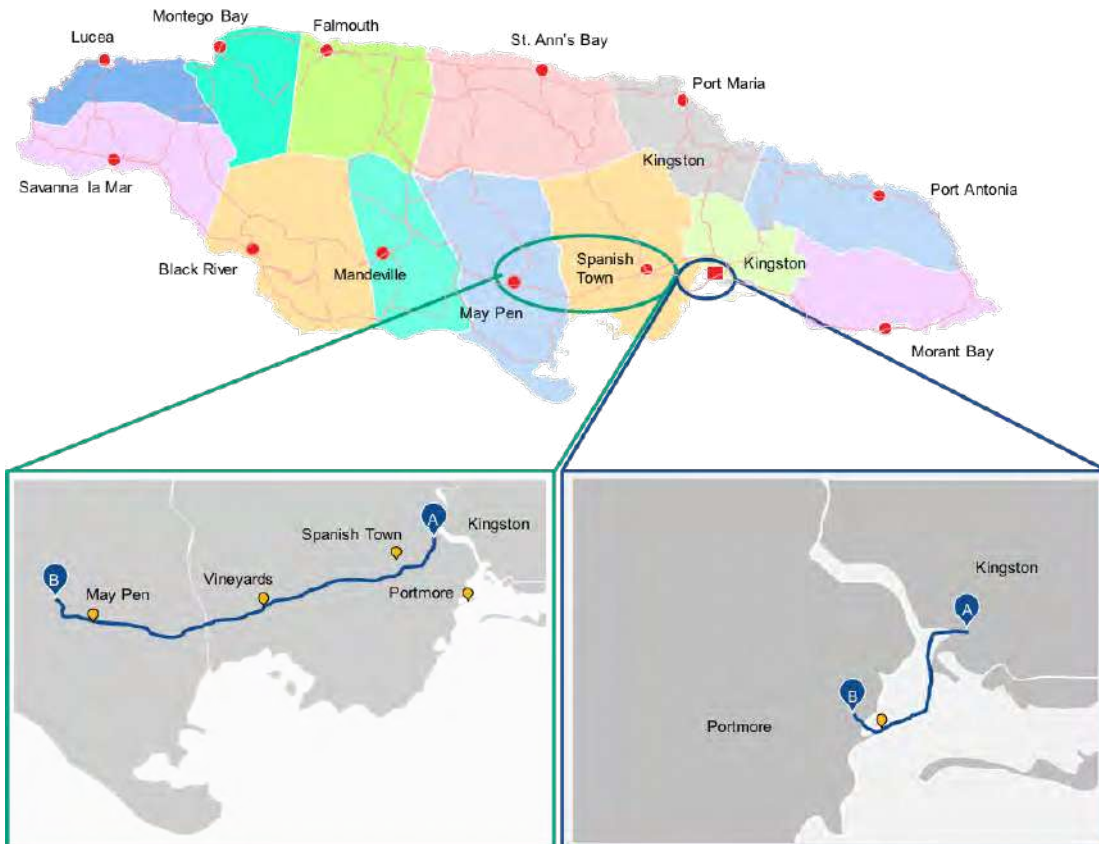 Montego Bay
Lucea
Falmouth
St. Ann's Bay
Port Maria
Kingston
Savanna la Mar
Port Antonia
Black River
Mandeville
Spanish
Town
Kingston
May Pen
Morant Bay
A
Kingston
Spanish Town
B
May Pen
Vineyards
Portmore
Kingston
A
B
Portmore